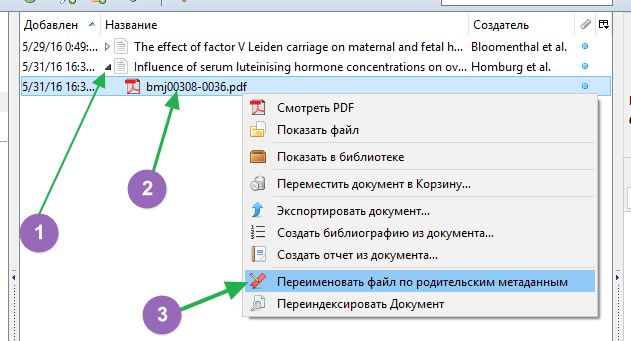 Добавлен Название Создатель
5/29/16 0:49:... The effect of factor V Leiden carriage on maternal and fetal h... Bloomenthal et al.
5/31/16 16:3... Influence of serum luteinising hormone concentrations on ov... Homburg et al.
5/31/16 16:3... bmj00308-0036.pdf
Смотреть PDF
Показать файл
Показать в библиотеке
Переместить документ в Корзину...
Экспортировать документ...
Создать библиографию из документа...
Создать отчет из документа...
Переименовать файл по родительским метаданным
Переиндексировать Документ
1
2
3